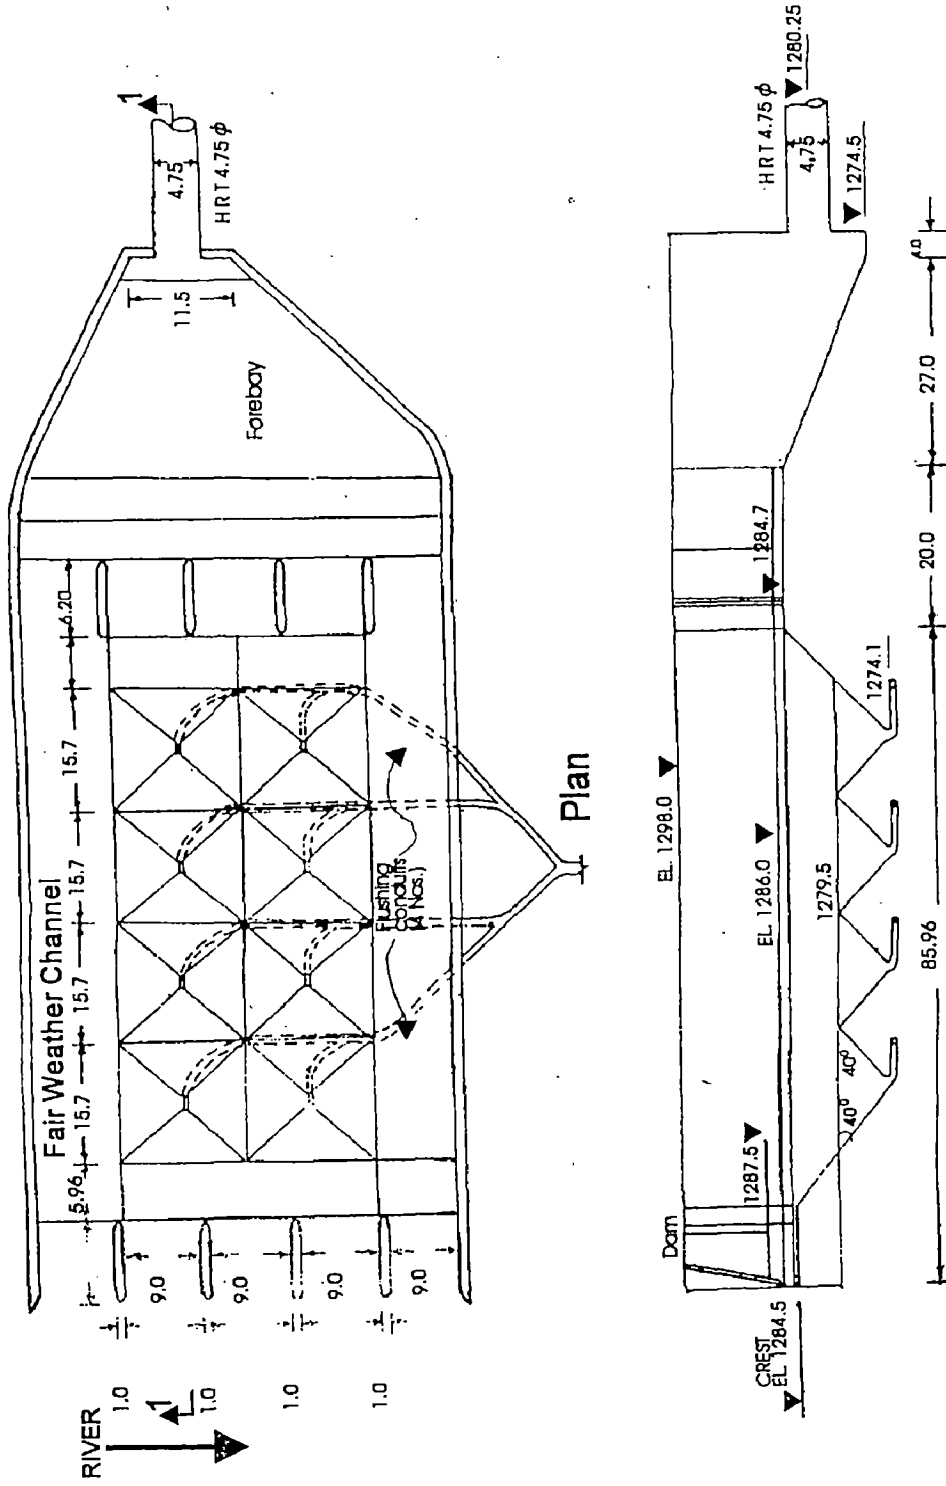 RIVER
1
1.0
1.0
1.0
1.0
9.0
9.0
9.0
9.0
5.96
15.7
15.7
15.7
15.7
6.20
Fair Weather Channel
Flushing
Conduits
(4 Nos.)
Forebay
11.5
4.75
HRT 4.75 ϕ
1
Plan
CREST
EL 1284.5
Dam
1287.5
EL. 1298.0
EL. 1286.0
1279.5
40°
40°
1274.1
1284.7
HRT 4.75 ϕ
4.75
1280.25
1274.5
85.96
20.0
27.0
4.0